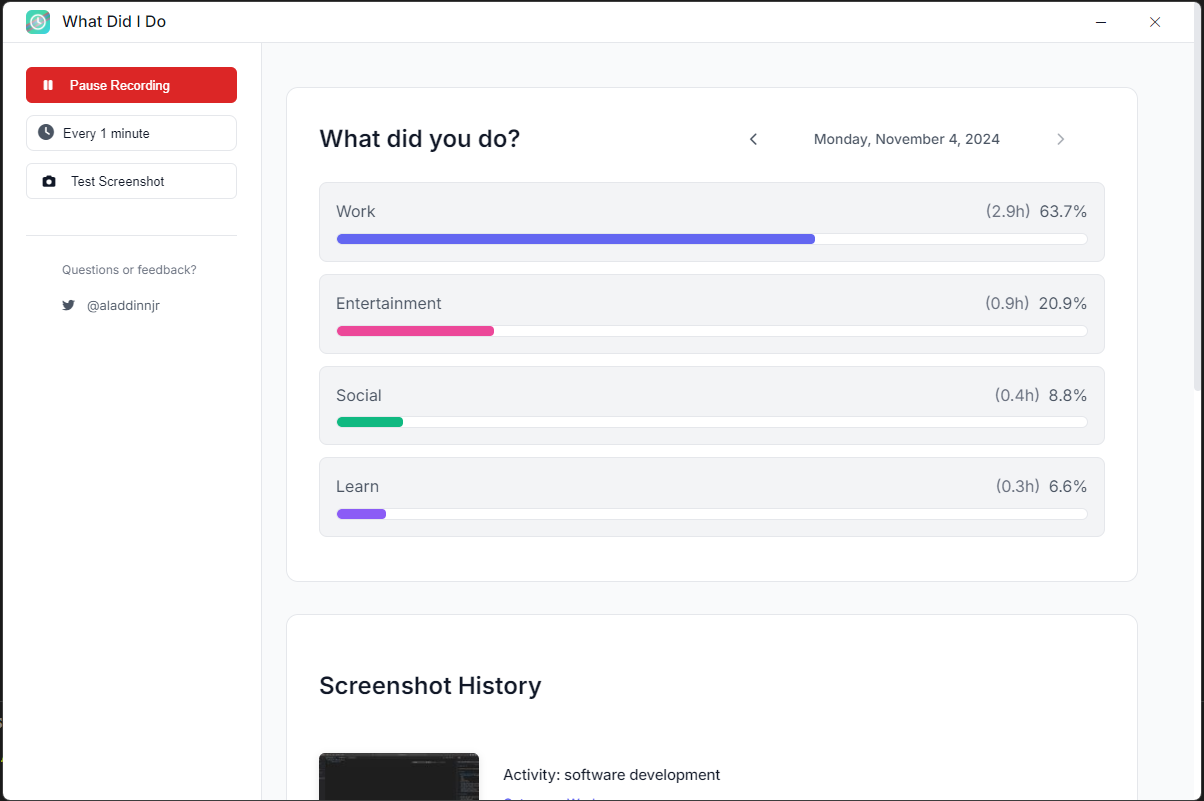 What Did I Do
Pause Recording
Every 1 minute
Test Screenshot
Questions or feedback?
@aladdinnjr
What did you do?
Monday, November 4, 2024
Work (2.9h) 63.7%
Entertainment (0.9h) 20.9%
Social (0.4h) 8.8%
Learn (0.3h) 6.6%
Screenshot History
Activity: software development